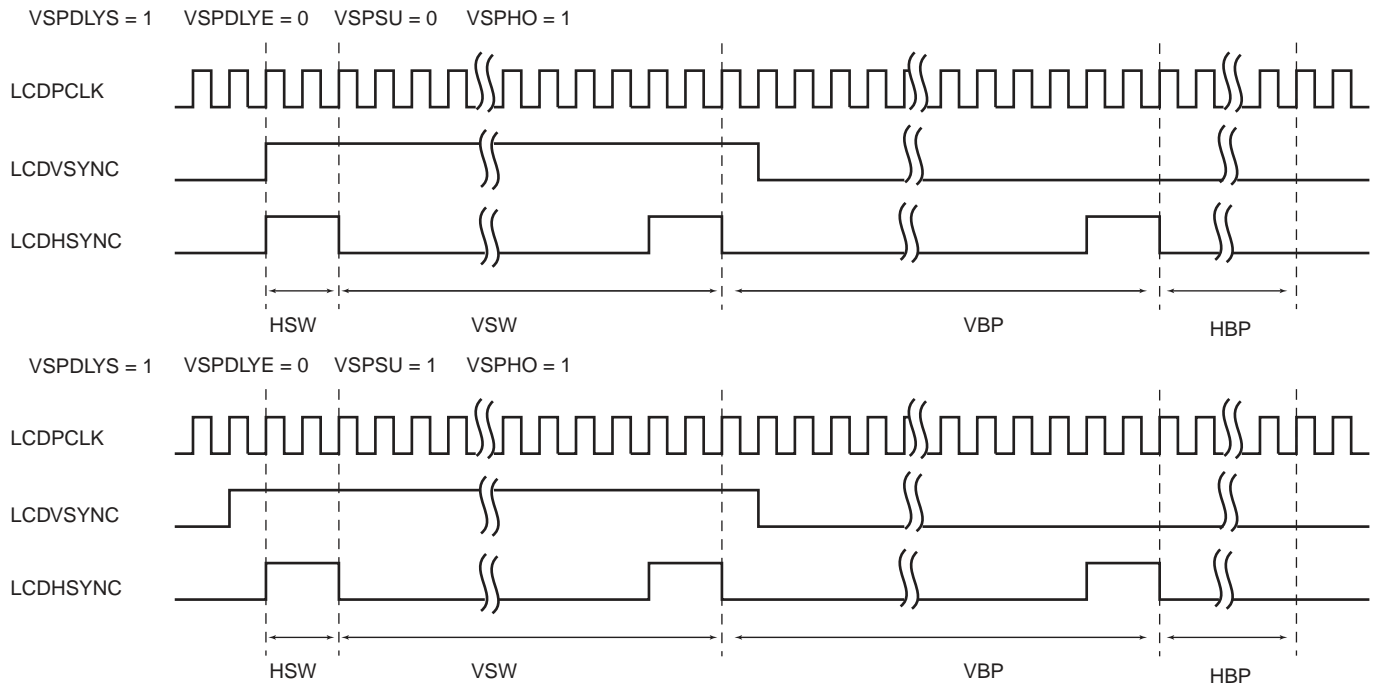 VSPDLYS = 1 VSPDLYE = 0 VSPSU = 0 VSPHO = 1
LCDPCLK
LCDVSYNC
LCDHSYNC
HSW VSW VBP HBP
VSPDLYS = 1 VSPDLYE = 0 VSPSU = 1 VSPHO = 1
LCDPCLK
LCDVSYNC
LCDHSYNC
HSW VSW VBP HBP